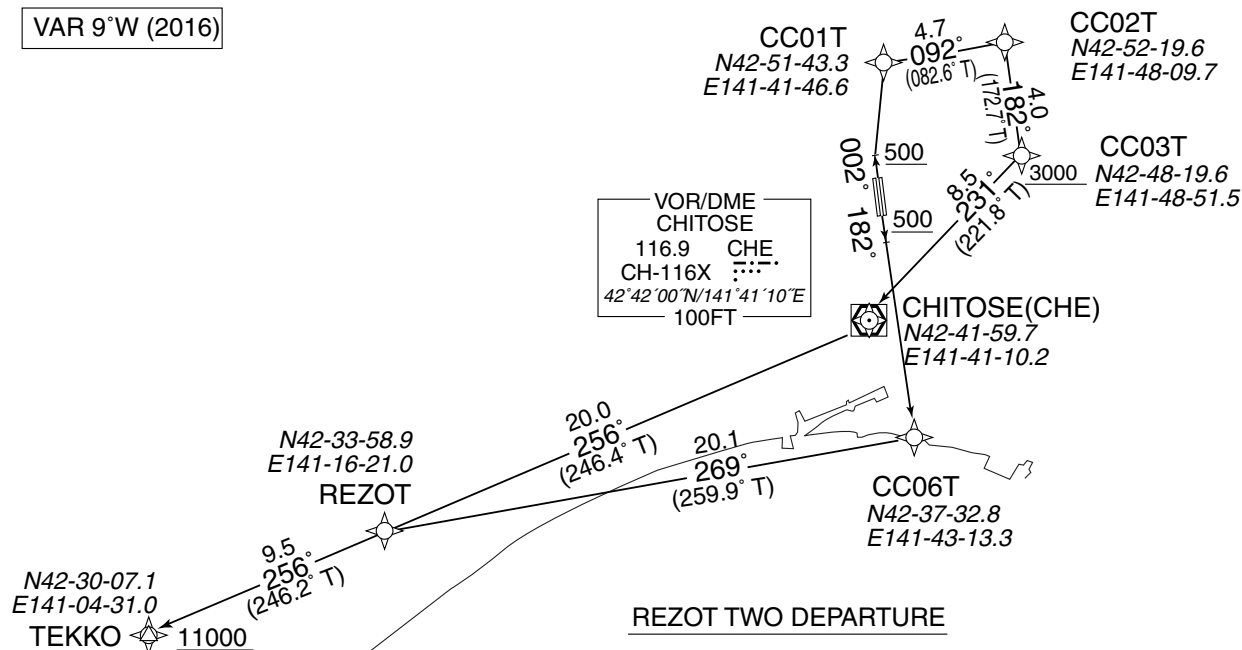 VAR 9˚W (2016)
CC01T
N42-51-43.3
E141-41-46.6
4.7
092˚
(082.6˚ T)
CC02T
N42-52-19.6
E141-48-09.7
4.0
182˚
(172.7˚ T)
CC03T
N42-48-19.6
E141-48-51.5
3000
8.5
231˚
(221.8˚ T)
500
002˚
500
182˚
VOR/DME
CHITOSE
116.9 CHE
CH-116X
42˚42´00˝N/141˚41´10˝E
100FT
CHITOSE(CHE)
N42-41-59.7
E141-41-10.2
20.0
256˚
(246.4˚ T)
20.1
269˚
(259.9˚ T)
CC06T
N42-37-32.8
E141-43-13.3
N42-33-58.9
E141-16-21.0
REZOT
9.5
256˚
(246.2˚ T)
N42-30-07.1
E141-04-31.0
TEKKO
11000
REZOT TWO DEPARTURE